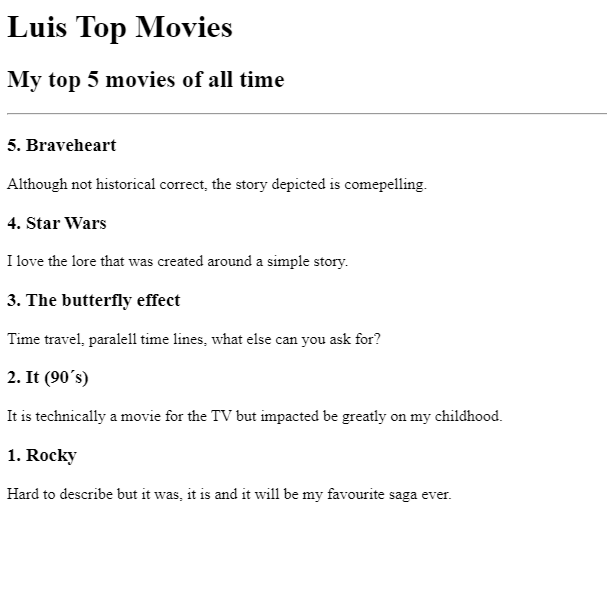 Luis Top Movies
My top 5 movies of all time
5. Braveheart
Although not historical correct, the story depicted is comepelling.
4. Star Wars
I love the lore that was created around a simple story.
3. The butterfly effect
Time travel, paralell time lines, what else can you ask for?
2. It (90´s)
It is technically a movie for the TV but impacted be greatly on my childhood.
1. Rocky
Hard to describe but it was, it is and it will be my favourite saga ever.